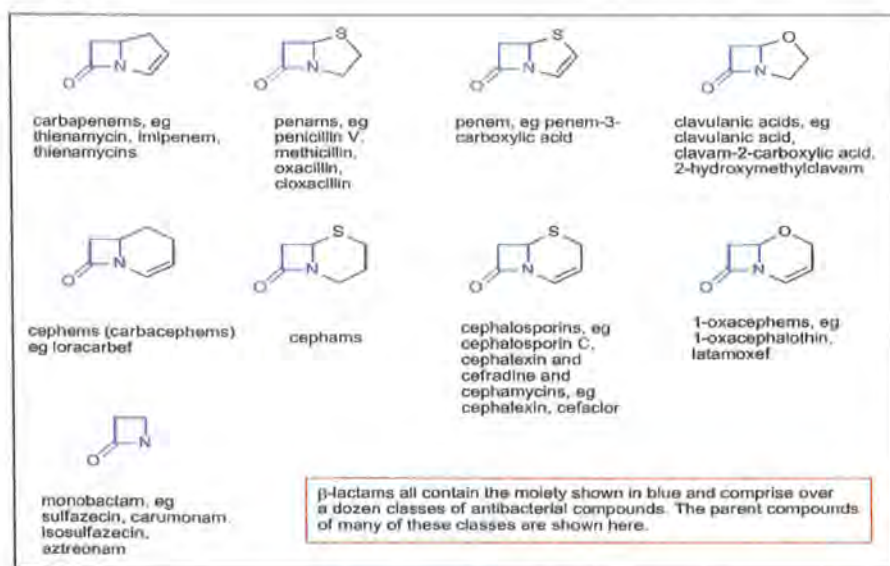 O
N
carbapenems, eg
thienamycin, imipenem,
thienamycins
S
O
N
penams, eg
penicillin V,
methicillin,
oxacillin,
cloxacillin
S
O
N
penem, eg penem-3-
carboxylic acid
O
O
N
clavulanic acids, eg
clavulanic acid,
clavam-2-carboxylic acid,
2-hydroxymethylclavam
O
N
cephems (carbacephems)
eg loracarbef
S
O
N
cephams
S
O
N
cephalosporins, eg
cephalosporin C,
cephalexin and
cefradine and
cephamycins, eg
cephalexin, cefaclor
O
O
N
1-oxacephems, eg
1-oxacephalothin,
latamoxef
O
N
monobactam, eg
sulfazecin, carumonam
isosulfazecin,
aztreonam
β-lactams all contain the moiety shown in blue and comprise over
a dozen classes of antibacterial compounds. The parent compounds
of many of these classes are shown here.